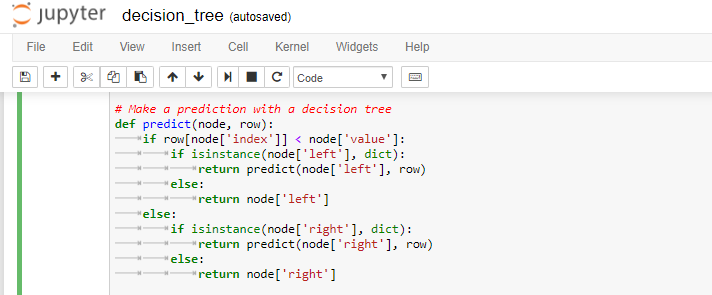 jupyter decision_tree (autosaved)
File Edit View Insert Cell Kernel Widgets Help
Code
# Make a prediction with a decision tree
def predict(node, row):
	if row[node['index']] < node['value']:
		if isinstance(node['left'], dict):
			return predict(node['left'], row)
		else:
			return node['left']
	else:
		if isinstance(node['right'], dict):
			return predict(node['right'], row)
		else:
			return node['right']